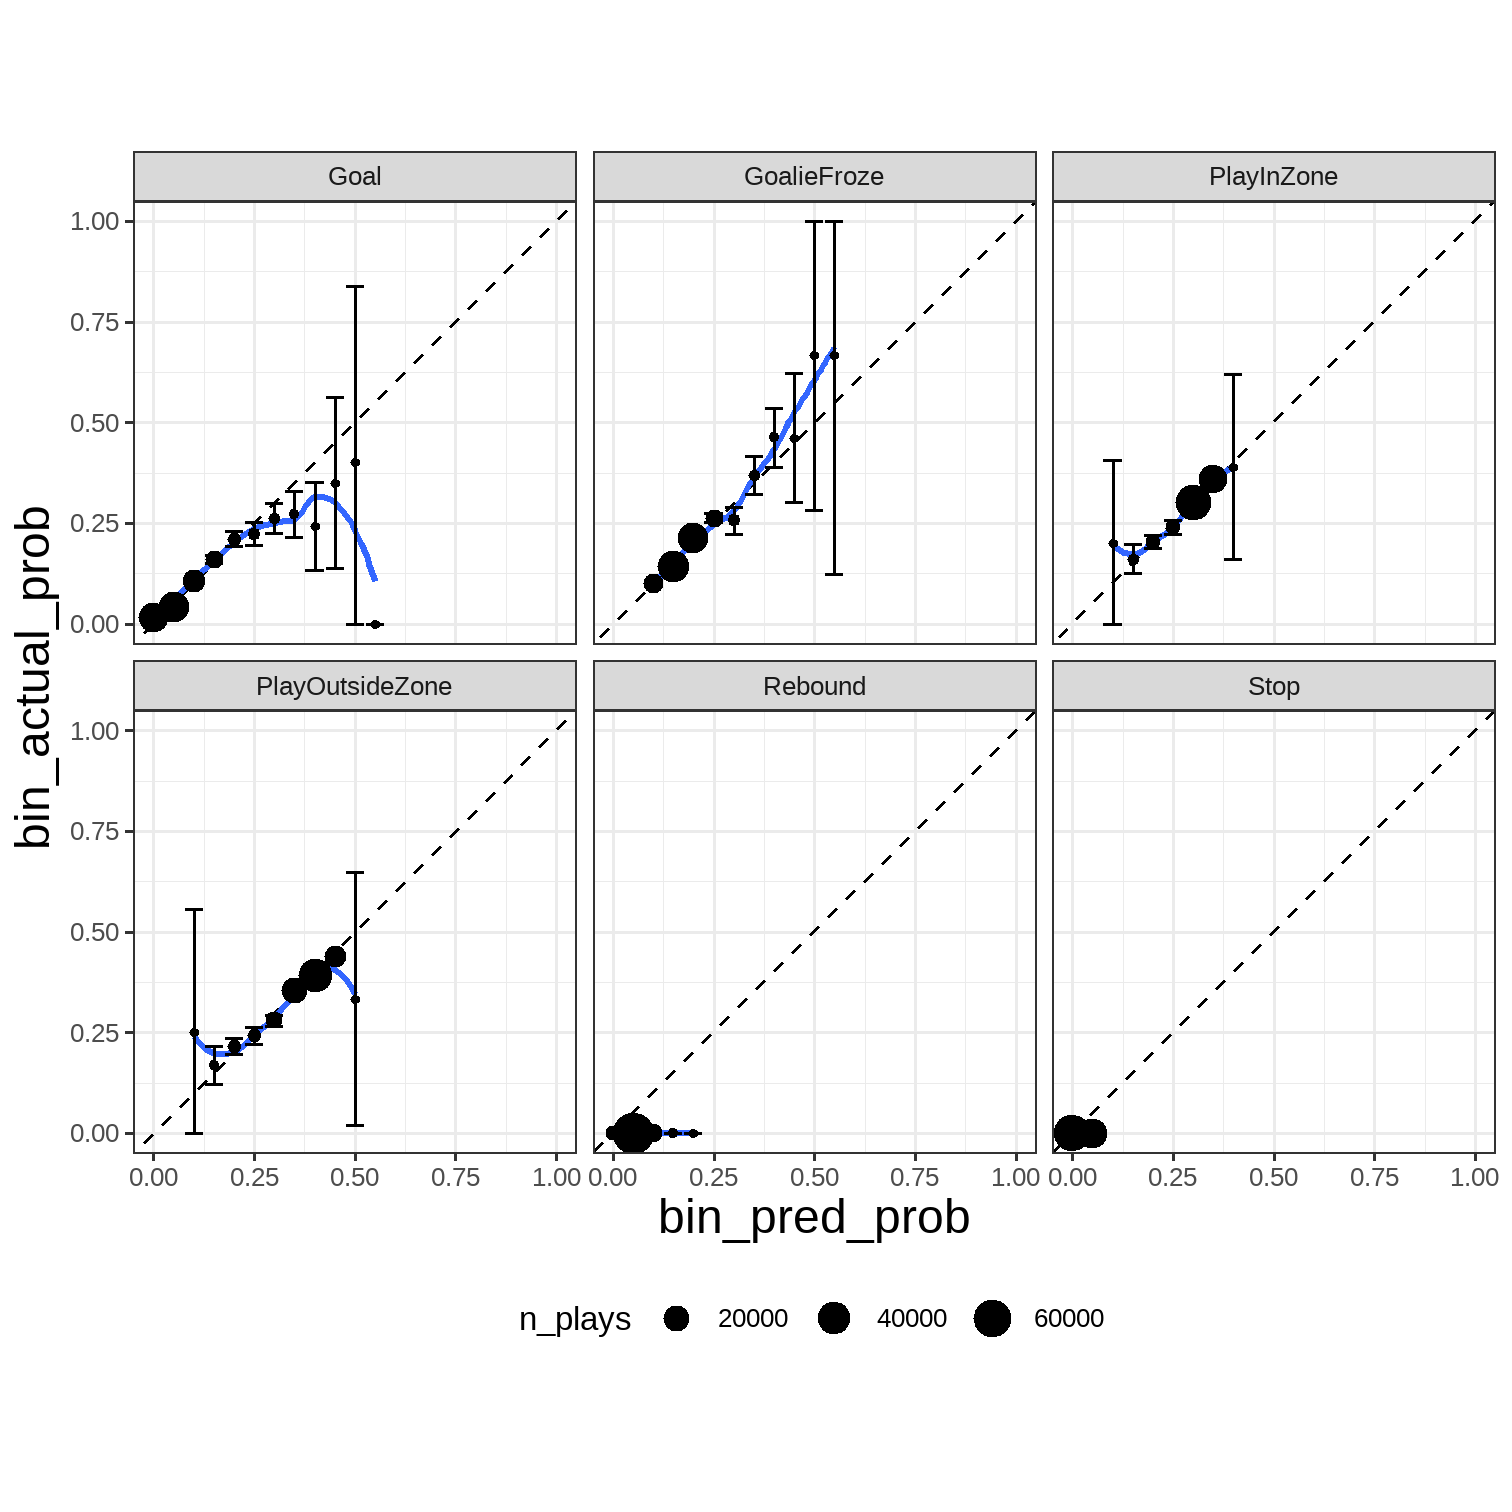 Goal GoalieFroze PlayInZone
1.00
0.75
0.50
0.25
0.00
PlayOutsideZone Rebound Stop
1.00
0.75
0.50
0.25
0.00
bin_actual_prob
0.00 0.25 0.50 0.75 1.00 0.00 0.25 0.50 0.75 1.00 0.00 0.25 0.50 0.75 1.00
bin_pred_prob
n_plays 20000 40000 60000